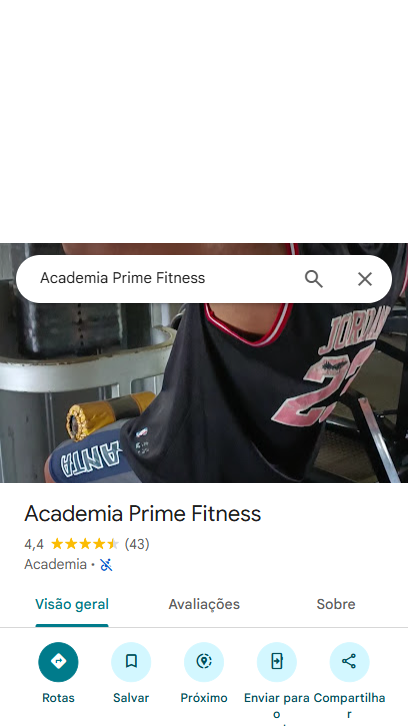 Academia Prime Fitness
JORDAN
23
ANTA
Academia Prime Fitness
4,4 (43)
Academia •
Visão geral Avaliações Sobre
Rotas Salvar Próximo Enviar para o Compartilhar